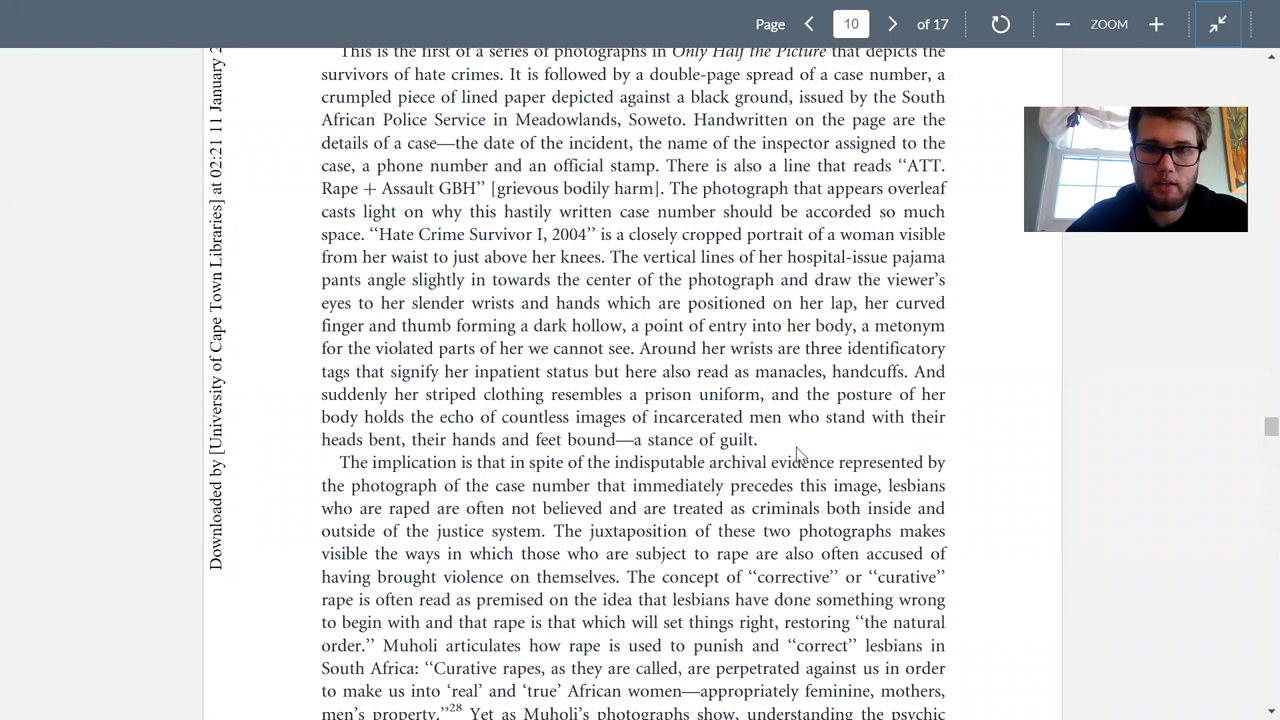 Page 10 of 17 ZOOM
This is the first of a series of photographs in Only Half the Picture that depicts the
survivors of hate crimes. It is followed by a double-page spread of a case number, a
crumpled piece of lined paper depicted against a black ground, issued by the South
African Police Service in Meadowlands, Soweto. Handwritten on the page are the
details of a case—the date of the incident, the name of the inspector assigned to the
case, a phone number and an official stamp. There is also a line that reads ‘‘ATT.
Rape + Assault GBH’’ [grievous bodily harm]. The photograph that appears overleaf
casts light on why this hastily written case number should be accorded so much
space. ‘‘Hate Crime Survivor I, 2004’’ is a closely cropped portrait of a woman visible
from her waist to just above her knees. The vertical lines of her hospital-issue pajama
pants angle slightly in towards the center of the photograph and draw the viewer’s
eyes to her slender wrists and hands which are positioned on her lap, her curved
finger and thumb forming a dark hollow, a point of entry into her body, a metonym
for the violated parts of her we cannot see. Around her wrists are three identificatory
tags that signify her inpatient status but here also read as manacles, handcuffs. And
suddenly her striped clothing resembles a prison uniform, and the posture of her
body holds the echo of countless images of incarcerated men who stand with their
heads bent, their hands and feet bound—a stance of guilt.
The implication is that in spite of the indisputable archival evidence represented by
the photograph of the case number that immediately precedes this image, lesbians
who are raped are often not believed and are treated as criminals both inside and
outside of the justice system. The juxtaposition of these two photographs makes
visible the ways in which those who are subject to rape are also often accused of
having brought violence on themselves. The concept of ‘‘corrective’’ or ‘‘curative’’
rape is often read as premised on the idea that lesbians have done something wrong
to begin with and that rape is that which will set things right, restoring ‘‘the natural
order.’’ Muholi articulates how rape is used to punish and ‘‘correct’’ lesbians in
South Africa: ‘‘Curative rapes, as they are called, are perpetrated against us in order
to make us into ‘real’ and ‘true’ African women—appropriately feminine, mothers,
men’s property.’’28 Yet as Muholi’s photographs show, understanding the psychic
Downloaded by [University of Cape Town Libraries] at 02:21 11 January 2